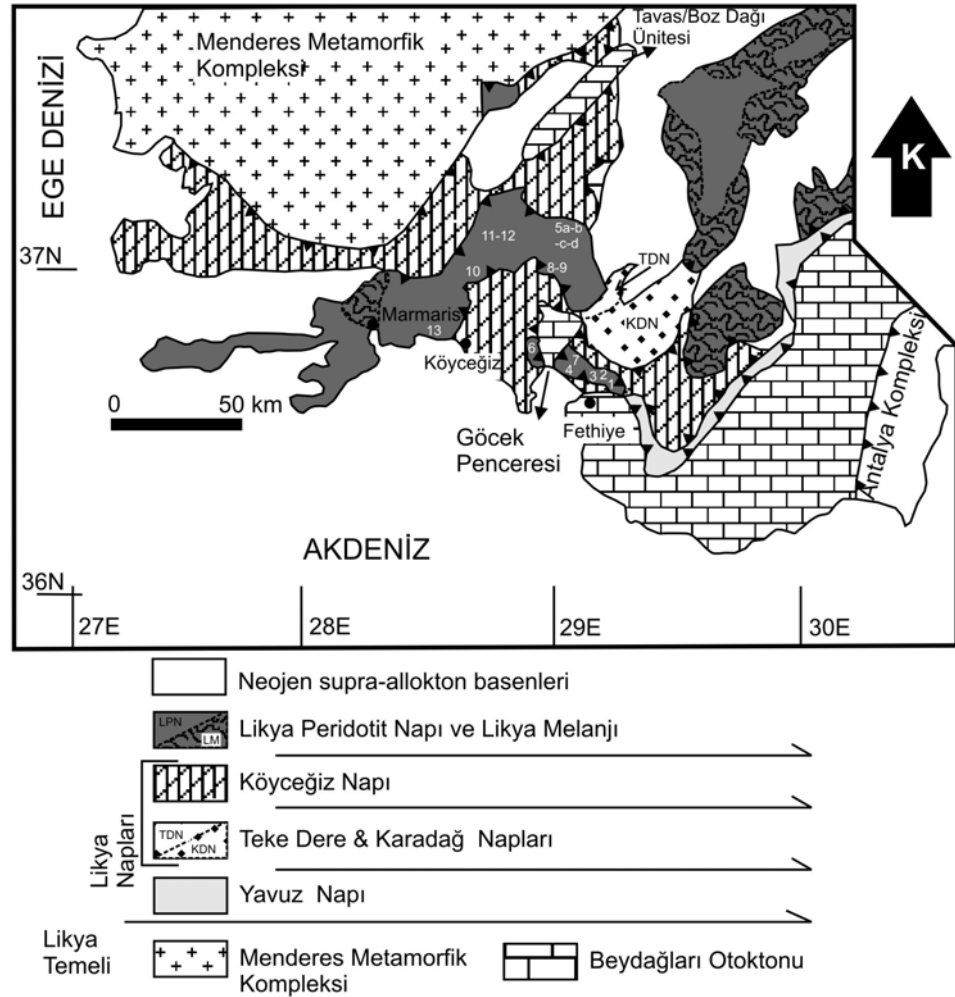 Tavas/Boz Dağı
Ünitesi
Menderes Metamorfik
Kompleksi
EGE DENİZİ
K
37N
11-12
5a-b
-c-d
10
8-9
TDN
KDN
Marmaris
13
Köyceğiz
6
7
4
3
2
1
0 50 km
Göcek
Penceresi
Fethiye
Antalya Kompleksi
AKDENİZ
36N
27E 28E 29E 30E
Neojen supra-allokton basenleri
LPN
LM
Likya Peridotit Napı ve Likya Melanjı
Köyceğiz Napı
Likya
Napları
TDN
KDN
Teke Dere & Karadağ Napları
Yavuz Napı
Likya
Temeli
Menderes Metamorfik
Kompleksi
Beydağları Otoktonu